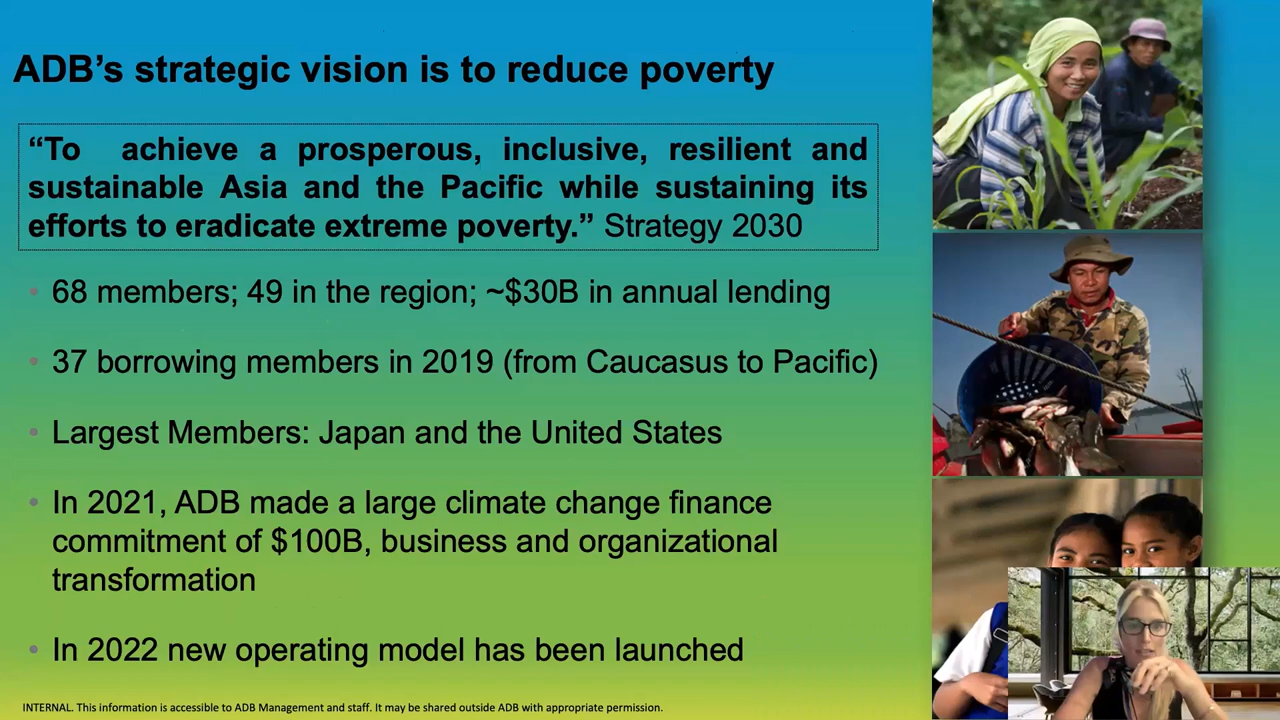 ADB’s strategic vision is to reduce poverty
“To achieve a prosperous, inclusive, resilient and
sustainable Asia and the Pacific while sustaining its
efforts to eradicate extreme poverty.” Strategy 2030
• 68 members; 49 in the region; ~$30B in annual lending
• 37 borrowing members in 2019 (from Caucasus to Pacific)
• Largest Members: Japan and the United States
• In 2021, ADB made a large climate change finance
commitment of $100B, business and organizational
transformation
• In 2022 new operating model has been launched
INTERNAL. This information is accessible to ADB Management and staff. It may be shared outside ADB with appropriate permission.